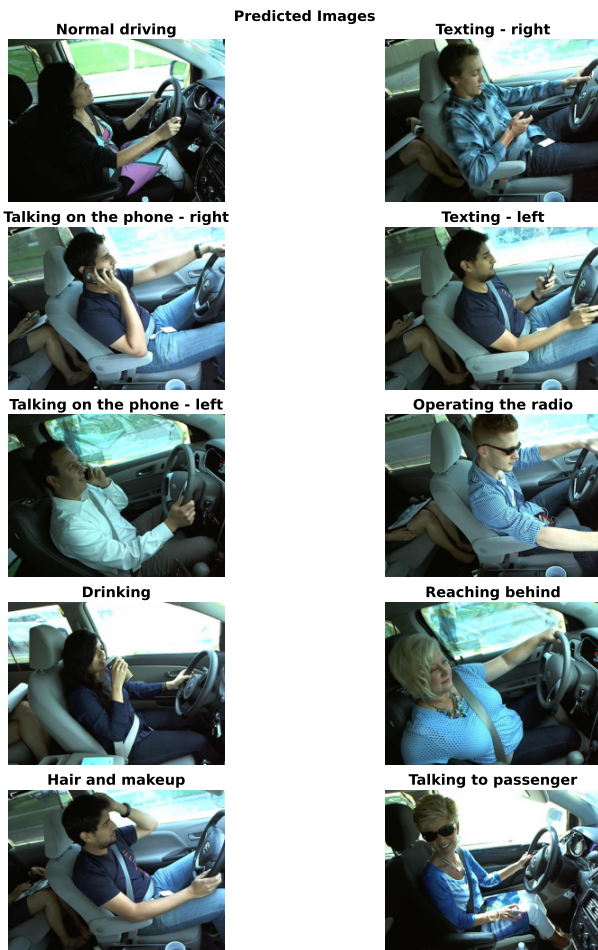 Predicted Images
Normal driving
Texting - right
Talking on the phone - right
Texting - left
Talking on the phone - left
Operating the radio
Drinking
Reaching behind
Hair and makeup
Talking to passenger